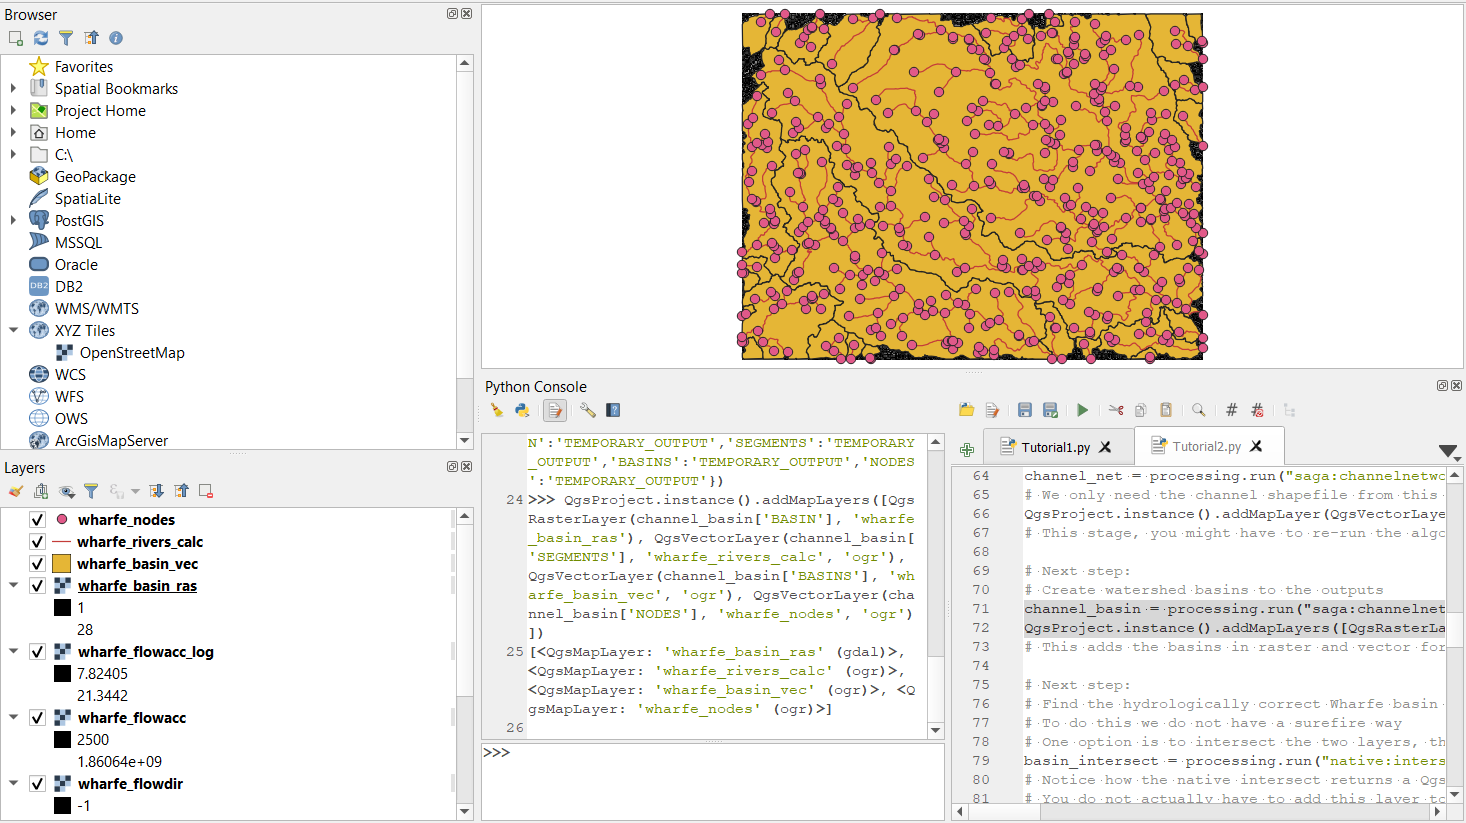 Browser
Favorites
Spatial Bookmarks
Project Home
Home
C:\
GeoPackage
SpatiaLite
PostGIS
MSSQL
Oracle
DB2
WMS/WMTS
XYZ Tiles
OpenStreetMap
WCS
WFS
OWS
ArcGisMapServer
Layers
wharfe_nodes
wharfe_rivers_calc
wharfe_basin_vec
wharfe_basin_ras
1
28
wharfe_flowacc_log
7.82405
21.3442
wharfe_flowacc
2500
1.86064e+09
wharfe_flowdir
-1
Python Console
N':'TEMPORARY_OUTPUT','SEGMENTS':'TEMPORARY
_OUTPUT','BASINS':'TEMPORARY_OUTPUT','NODES
':'TEMPORARY_OUTPUT'})
24 >>> QgsProject.instance().addMapLayers([Qgs
RasterLayer(channel_basin['BASIN'], 'wharfe
_basin_ras'), QgsVectorLayer(channel_basin[
'SEGMENTS'], 'wharfe_rivers_calc', 'ogr'),
QgsVectorLayer(channel_basin['BASINS'], 'wh
arfe_basin_vec', 'ogr'), QgsVectorLayer(cha
nnel_basin['NODES'], 'wharfe_nodes', 'ogr')
])
25 [<QgsMapLayer: 'wharfe_basin_ras' (gdal)>,
<QgsMapLayer: 'wharfe_rivers_calc' (ogr)>,
<QgsMapLayer: 'wharfe_basin_vec' (ogr)>, <Q
gsMapLayer: 'wharfe_nodes' (ogr)>]
26
>>>
Tutorial1.py
Tutorial2.py
64 channel_net = processing.run("saga:channelnetwo
65 # We only need the channel shapefile from this
66 QgsProject.instance().addMapLayer(QgsVectorLaye
67 # This stage, you might have to re-run the algo
68
69 # Next step:
70 # Create watershed basins to the outputs
71 channel_basin = processing.run("saga:channelnet
72 QgsProject.instance().addMapLayers([QgsRasterLa
73 # This adds the basins in raster and vector for
74
75 # Next step:
76 # Find the hydrologically correct Wharfe basin
77 # To do this we do not have a surefire way
78 # One option is to intersect the two layers, th
79 basin_intersect = processing.run("native:inters
80 # Notice how the native intersect returns a Qgs
81 # You do not actually have to add this layer to